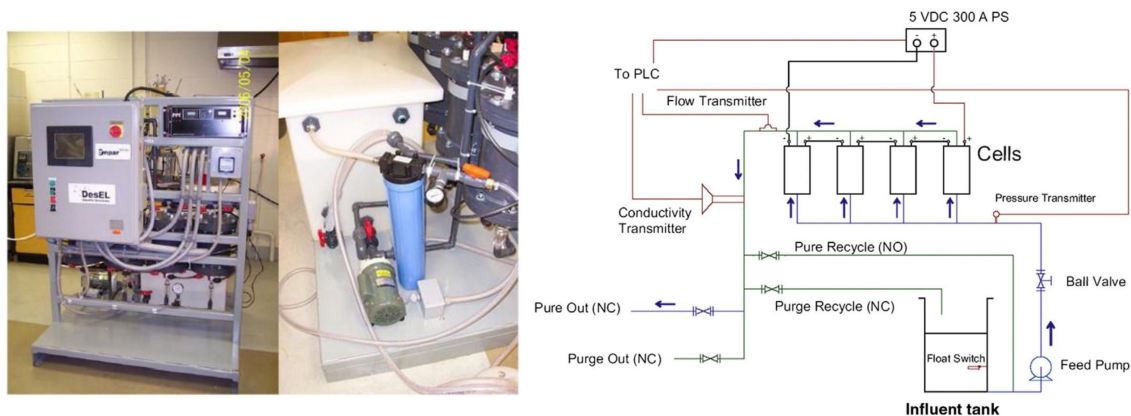 DesEL
5 VDC 300 A PS
- +
To PLC
Flow Transmitter
- + - + - + - +
Cells
Pressure Transmitter
Conductivity
Transmitter
Pure Recycle (NO)
Ball Valve
Pure Out (NC)
Purge Recycle (NC)
Float Switch
Feed Pump
Purge Out (NC)
Influent tank